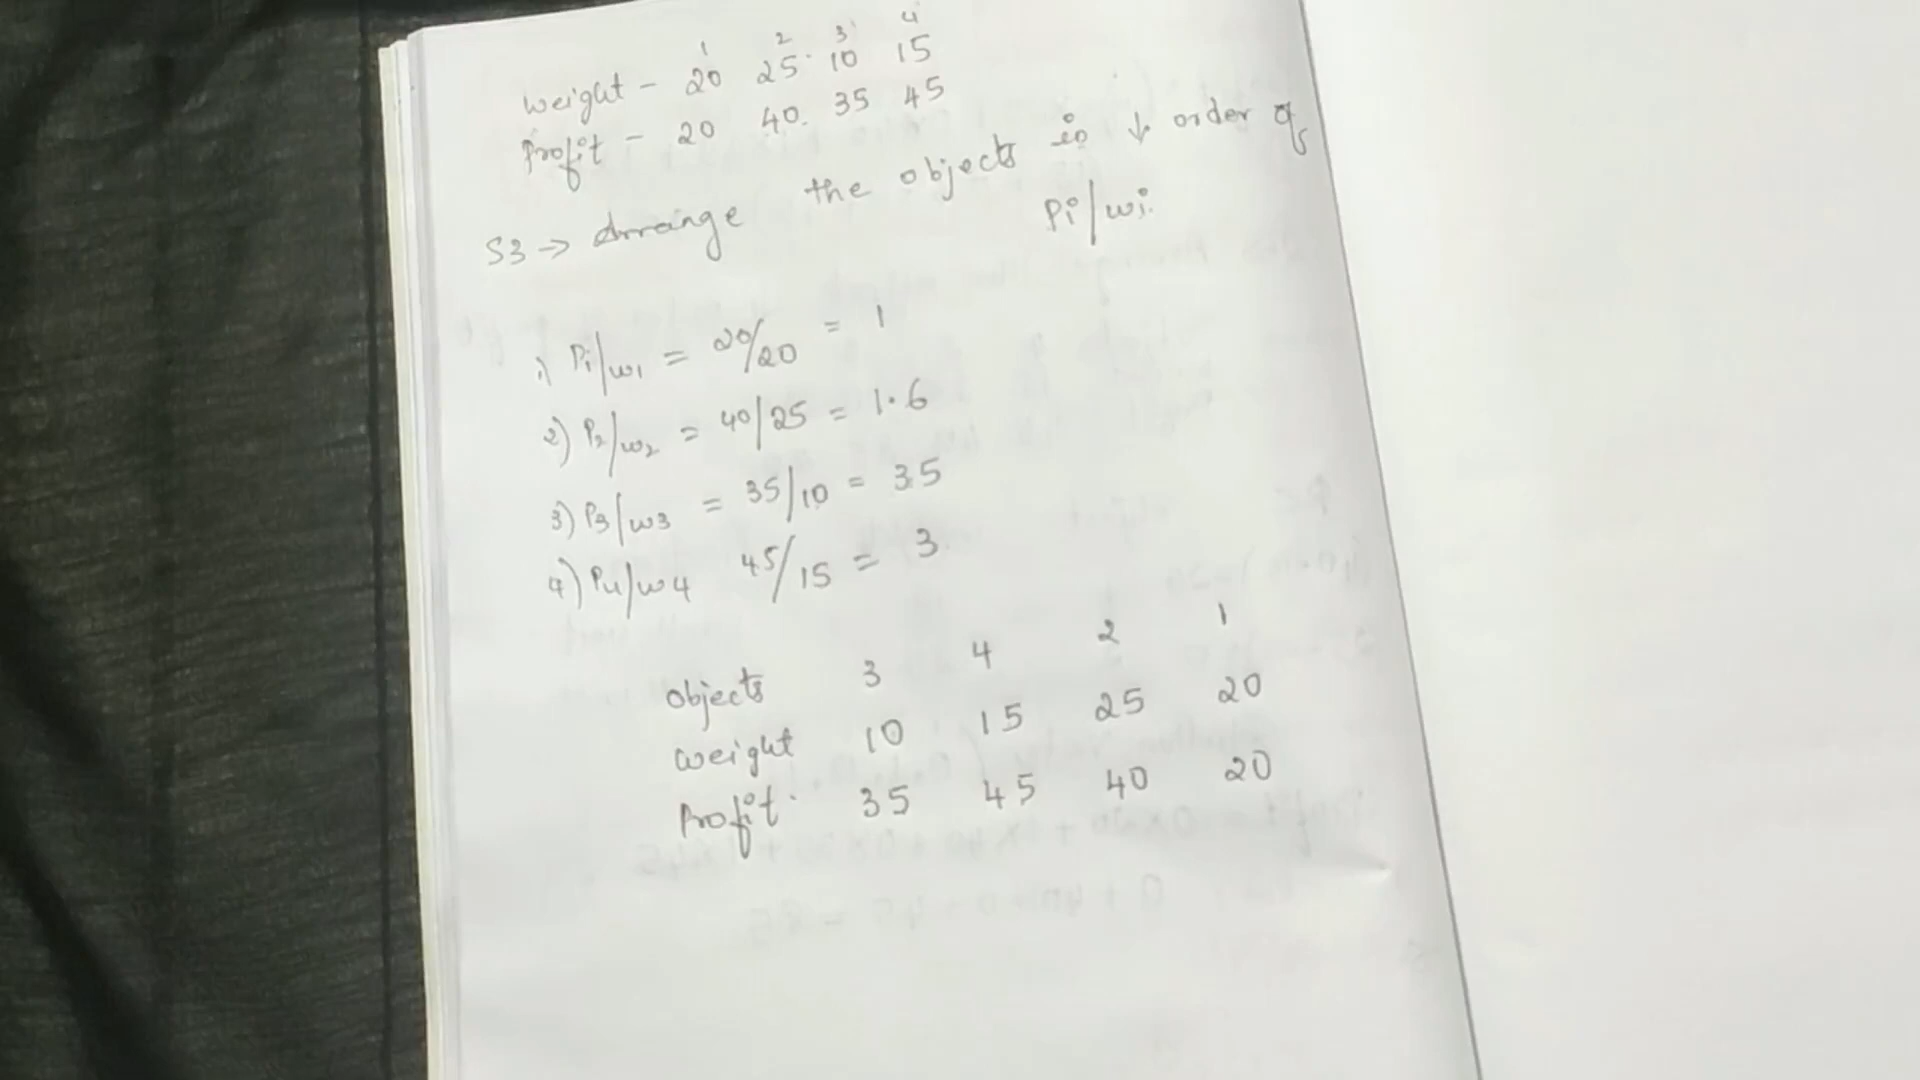 1 2 3 4
Weight - 20 25 10 15
Profit - 20 40. 35 45
S3 → Arrange the objects in ↓ order of
Pi/wi.
1) Pi/w1 = 20/20 = 1
2) P2/w2 = 40/25 = 1.6
3) P3/w3 = 35/10 = 35
4) P4/w4 45/15 = 3
objects 3 4 2 1
weight 10 15 25 20
Profit. 35 45 40 20